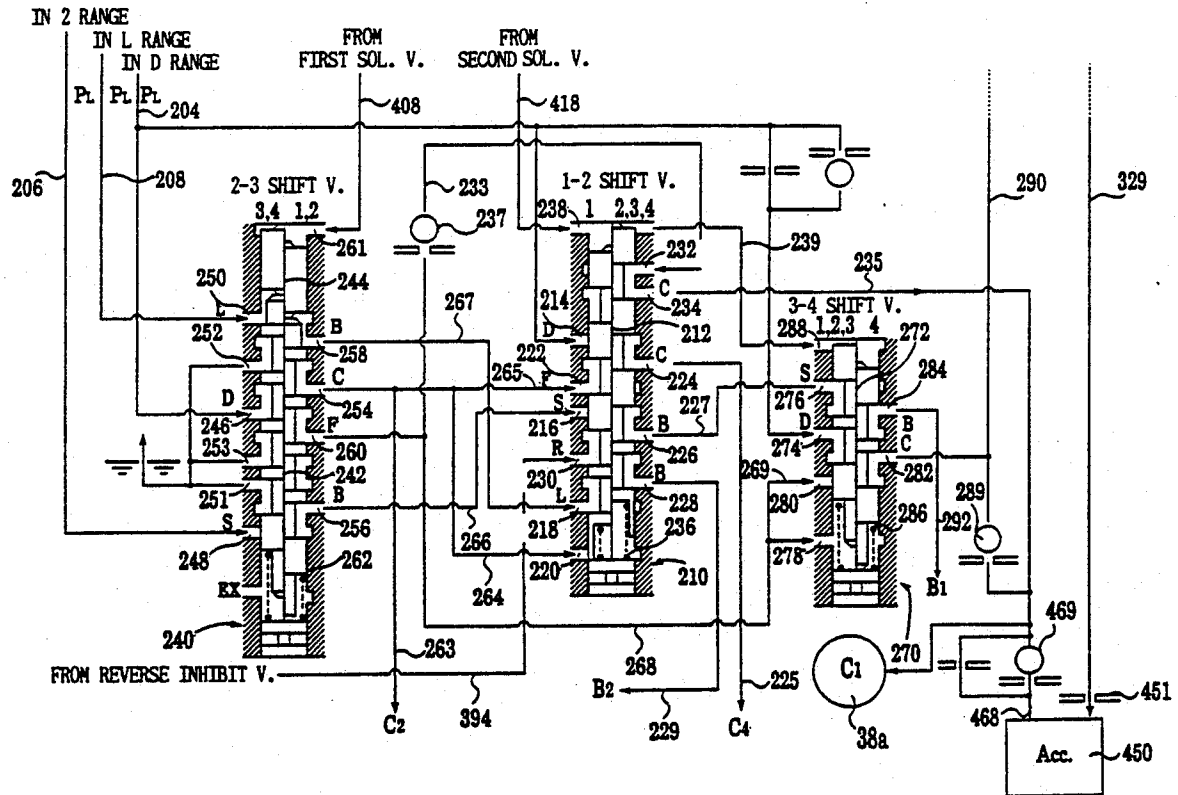 IN 2 RANGE
IN L RANGE
IN D RANGE
FROM
FIRST SOL. V.
FROM
SECOND SOL. V.
PL PL PL
204
408
418
206
208
2-3 SHIFT V.
3,4 1,2
233
237
1-2 SHIFT V.
238 1 2,3,4
290
329
261
232
239
250
244
C
235
L
267
214
212
234
3-4 SHIFT V.
252
B
D
288 1,2,3 4 272
258
222
C
C
265
F
224
S
284
D
254
S
227
276
246
F
216
B
D
B
253
260
R
226
274
C
242
230
B
269
282
251
B
L
228
280
289
S
256
218
236
286
292
248
266
262
220
210
278
EX
264
B1
240
469
263
268
270
FROM REVERSE INHIBIT V.
C1
B2
225
451
C2
394
229
C4
38a
468
Acc.
450